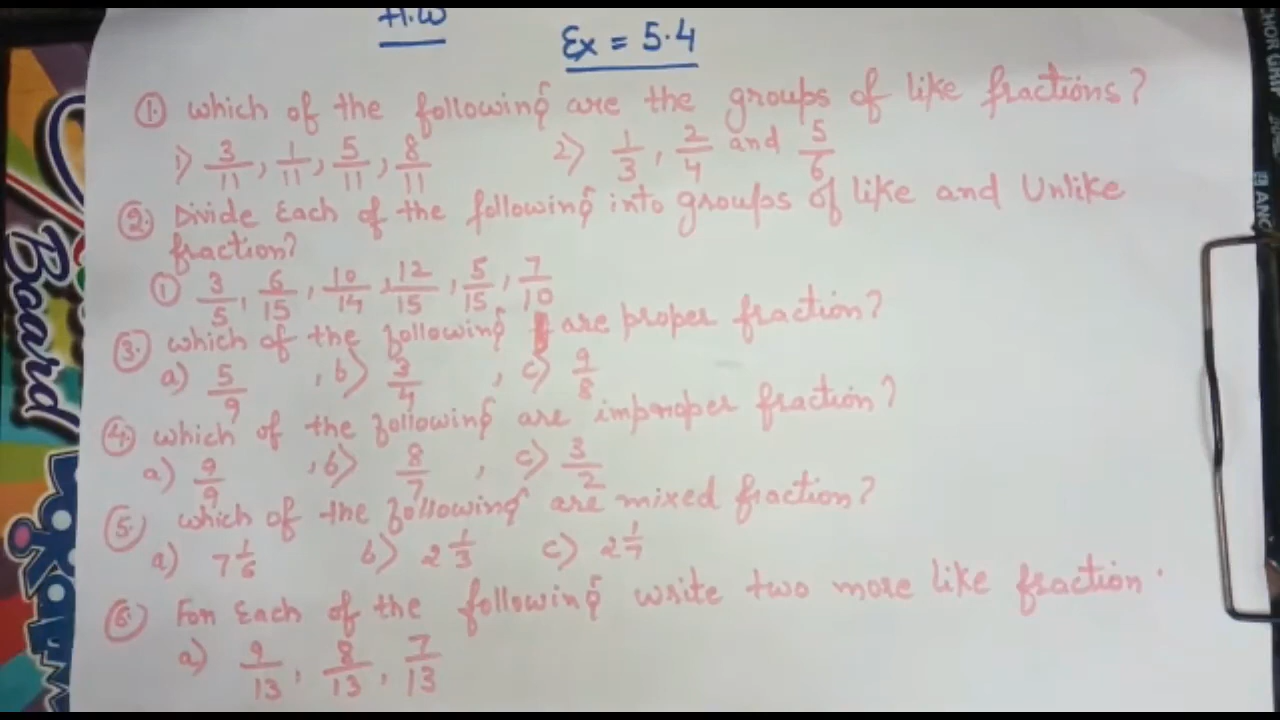 H.W
Ex = 5.4
① which of the following are the groups of like fractions?
1) 3/11, 1/11, 5/11, 8/11 2) 1/3, 2/4 and 5/6
② Divide Each of the following into groups of like and Unlike
fraction?
① 3/5, 6/15, 10/14, 12/15, 5/15, 7/10
③ which of the following are proper fraction?
a) 5/9 , b) 3/4 , c) 9/8
④ which of the following are improper fraction?
a) 9/9 , b) 8/7 , c) 3/2
⑤ which of the following are mixed fraction?
a) 7 1/6 b) 2 1/3 c) 2 1/7
⑥ For Each of the following write two more like fraction.
a) 9/13, 8/13, 7/13
Board